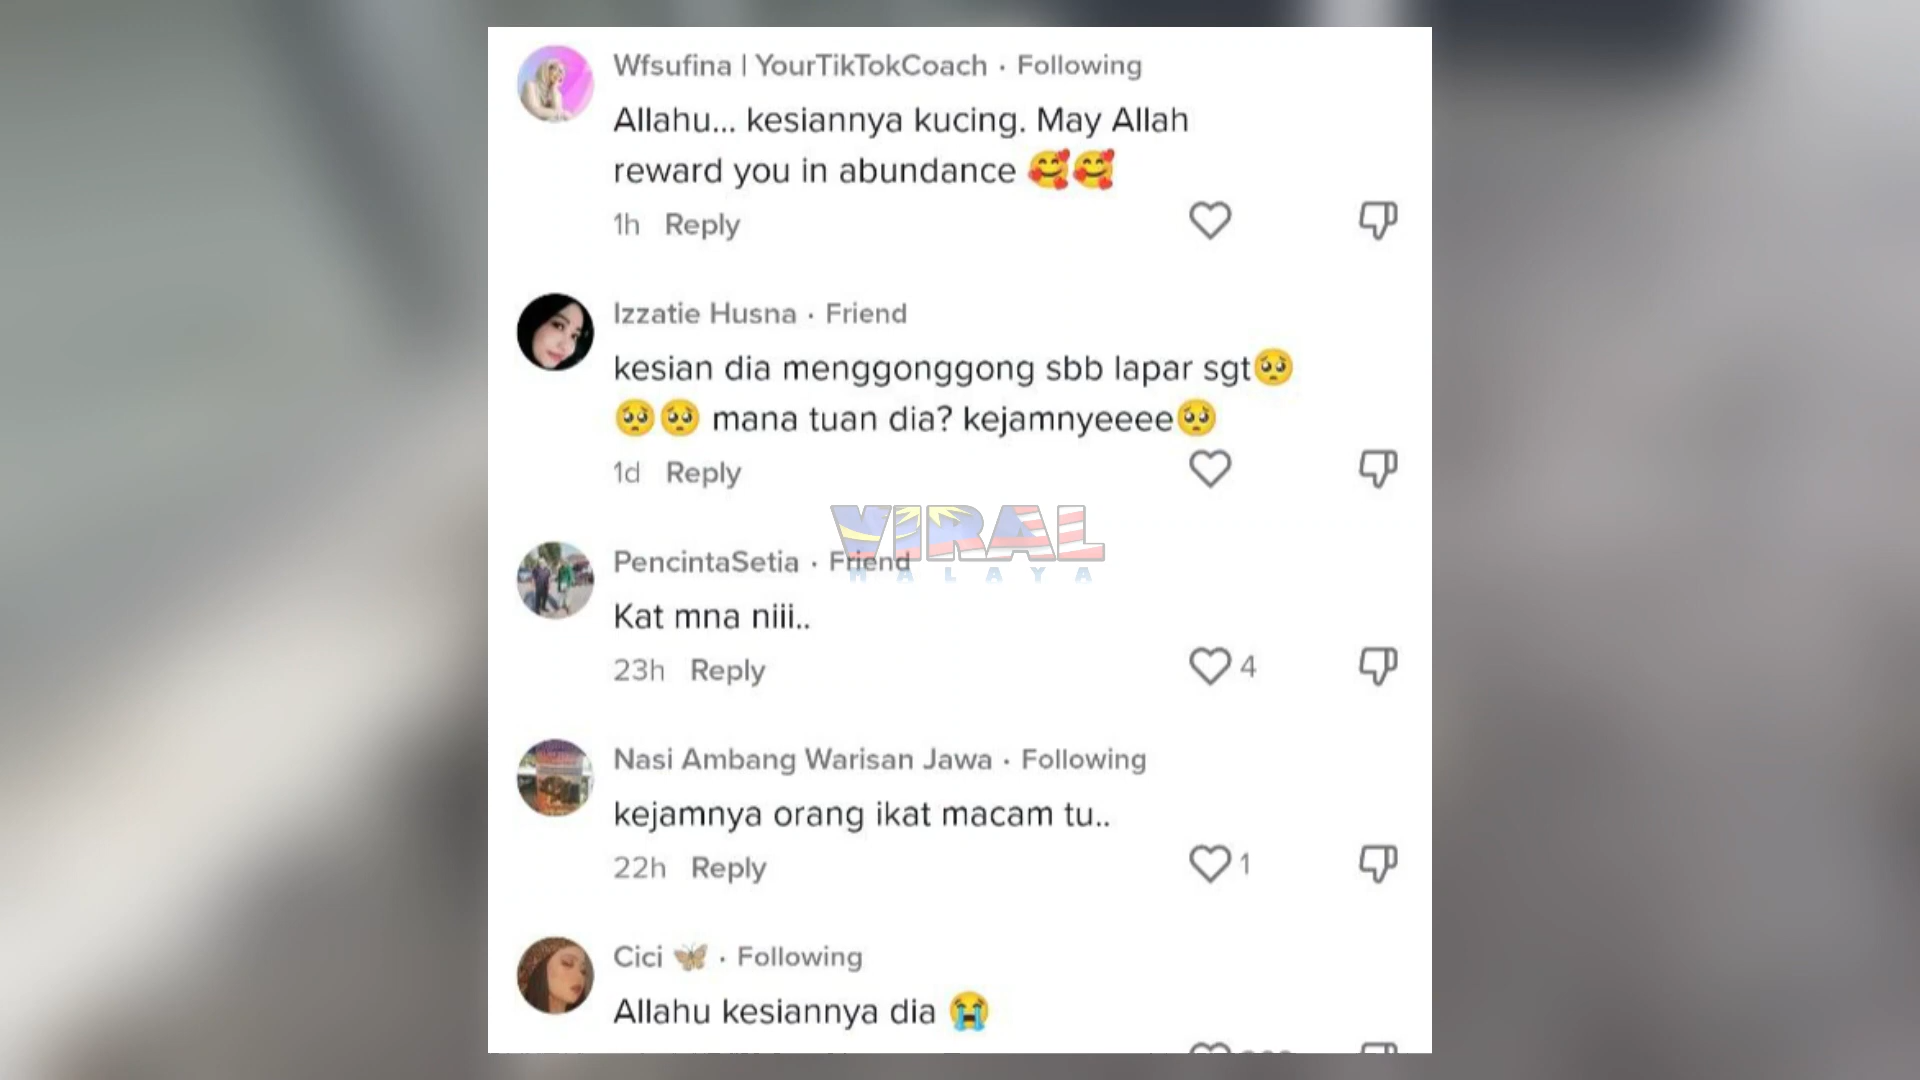 Wfsufina | YourTikTokCoach · Following
Allahu... kesiannya kucing. May Allah
reward you in abundance 🥰🥰
1h Reply
Izzatie Husna · Friend
kesian dia menggonggong sbb lapar sgt🥺
🥺🥺 mana tuan dia? kejamnyeeee🥺
1d Reply
VIRAL
MALAYA
PencintaSetia · Friend
Kat mna niii..
23h Reply
4
Nasi Ambang Warisan Jawa · Following
kejamnya orang ikat macam tu..
22h Reply
1
Cici 🦋 · Following
Allahu kesiannya dia 😭